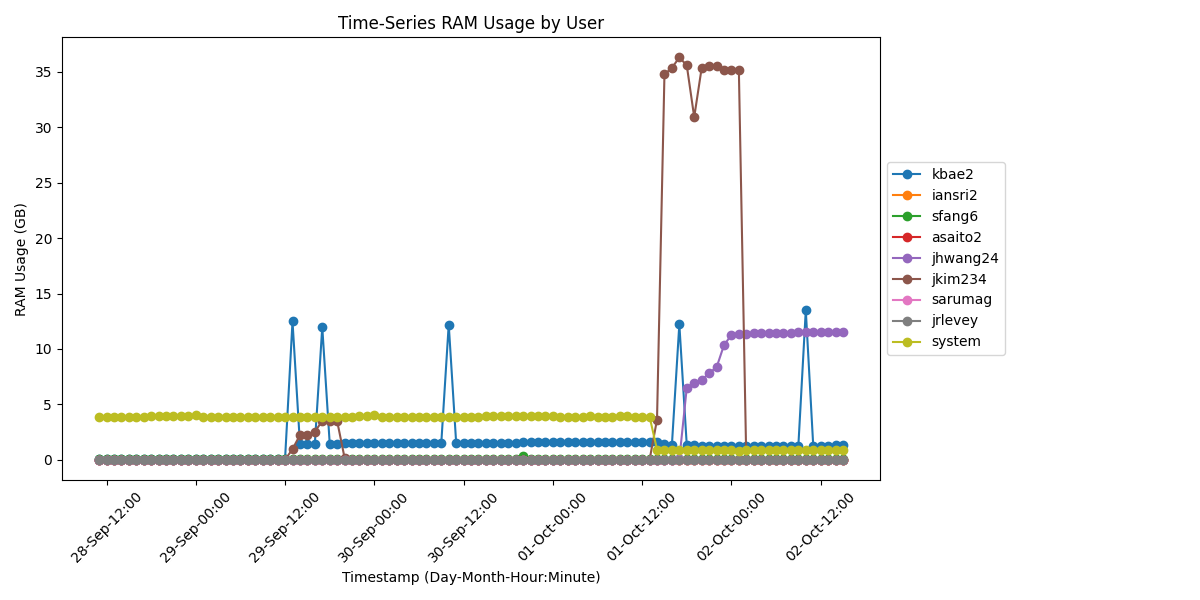 Time-Series RAM Usage by User
RAM Usage (GB)
35
30
25
20
15
10
5
0
28-Sep-12:00
29-Sep-00:00
29-Sep-12:00
30-Sep-00:00
30-Sep-12:00
01-Oct-00:00
01-Oct-12:00
02-Oct-00:00
02-Oct-12:00
Timestamp (Day-Month-Hour:Minute)
kbae2
iansri2
sfang6
asaito2
jhwang24
jkim234
sarumag
jrlevey
system